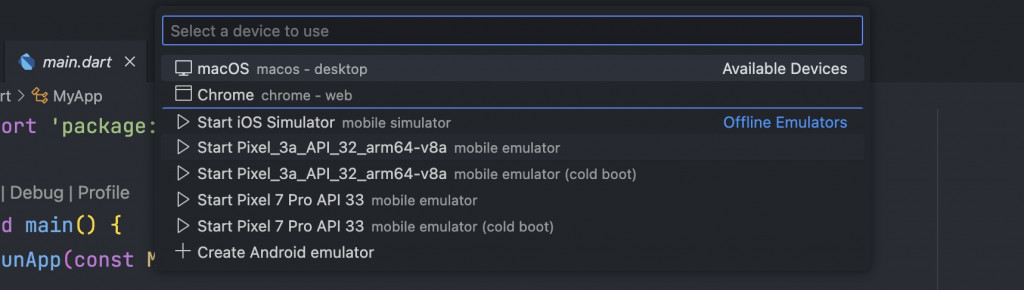 Select a device to use
main.dart
macOS macos - desktop Available Devices
rt > MyApp
Chrome chrome - web
ort 'package:
Start iOS Simulator mobile simulator Offline Emulators
Start Pixel_3a_API_32_arm64-v8a mobile emulator
Start Pixel_3a_API_32_arm64-v8a mobile emulator (cold boot)
| Debug | Profile
Start Pixel 7 Pro API 33 mobile emulator
d main() {
Start Pixel 7 Pro API 33 mobile emulator (cold boot)
unApp(const M
Create Android emulator